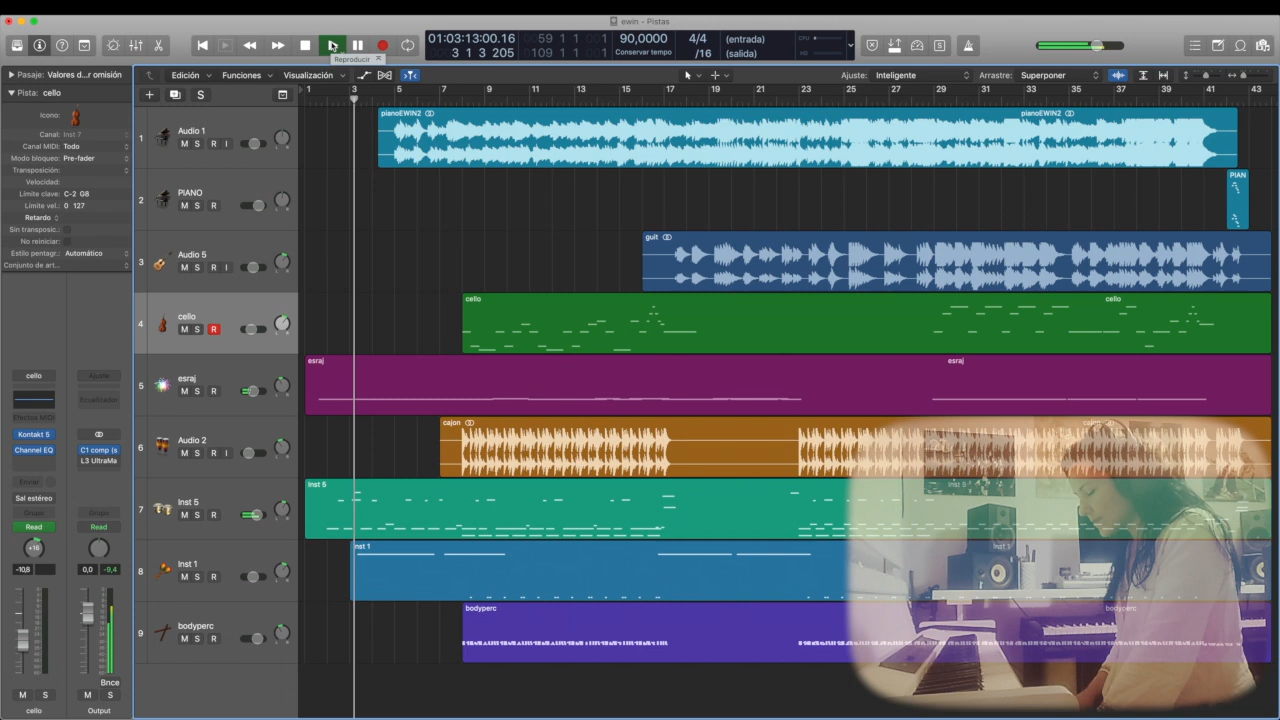 ewin - Pistas
01:03:13:00.16 59 1 1 90,0000 4/4 (entrada) CPU
3 1 3 205 109 1 1 Conservar tempo /16 (salida) HD
Reproducir
Pasaje: Valores d...r omisión Edición Funciones Visualización Ajuste: Inteligente Arrastre: Superponer
Pista: cello
S
1 3 5 7 9 11 13 15 17 19 21 23 25 27 29 31 33 35 37 39 41 43
Icono:
Canal: Inst 7
Canal MIDI: Todo
Modo bloqueo: Pre-fader
Transposición:
Velocidad:
Límite clave: C-2 G8
Límite vel.: 0 127
Retardo
Sin transposic.:
No reiniciar:
Estilo pentagr.: Automático
Conjunto de art...
1 Audio 1
M S R I
pianoEWIN2 pianoEWIN2
2 PIANO
M S R
PIAN
3 Audio 5
M S R I
guit
4 cello
M S R
cello cello
5 esraj
M S R
esraj esraj
6 Audio 2
M S R I
cajon
7 Inst 5
M S R
Inst 5 Inst 5
8 Inst 1
M S R
Inst 1 Inst 1
9 bodyperc
M S R
bodyperc bodyperc
cello Ajuste
Ecualizador
Efectos MIDI
Kontakt 5
Channel EQ C1 comp (s
L3 UltraMa
Enviar
Sal estéreo
Grupo Grupo
Read Read
+16
-10,8 0,0 -9,4
Bnce
M S M S
cello Output